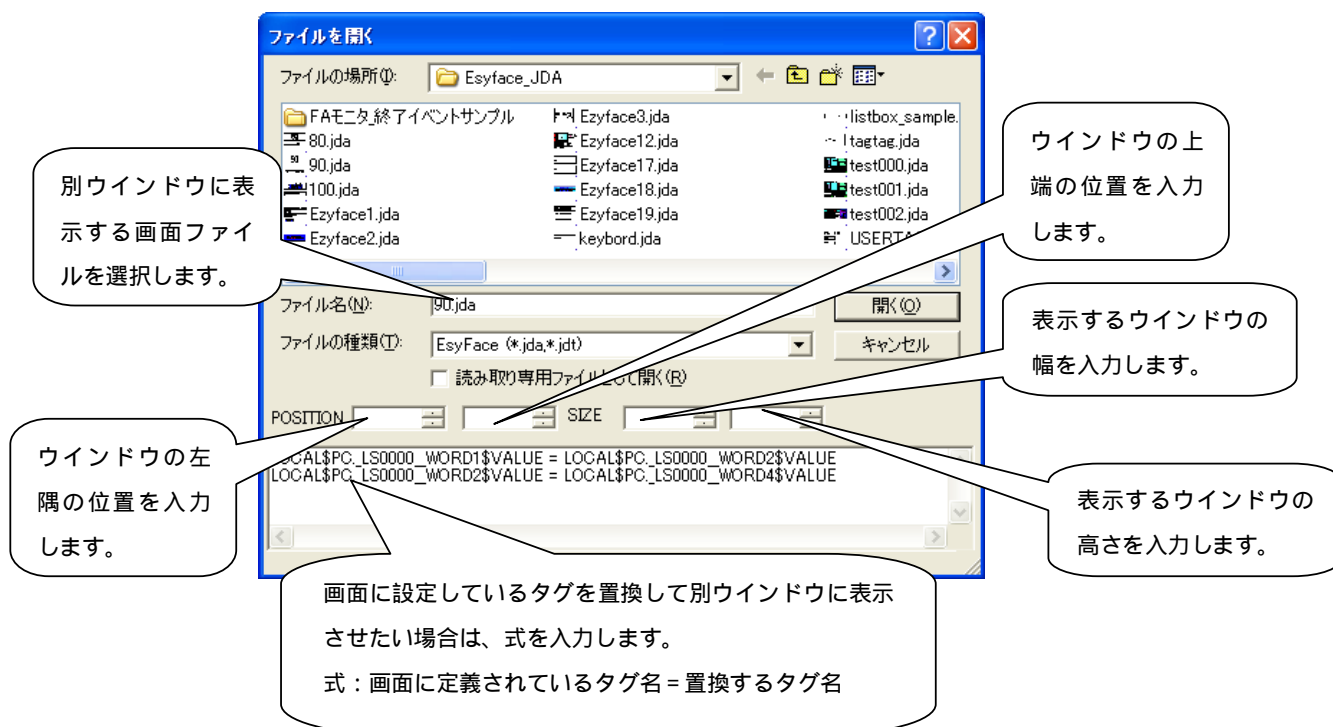 ファイルを開く
ファイルの場所(I):
Esyface_JDA
FAモニタ_終了イベントサンプル
80.jda
90.jda
100.jda
Ezyface1.jda
Ezyface2.jda
Ezyface3.jda
Ezyface12.jda
Ezyface17.jda
Ezyface18.jda
Ezyface19.jda
keybord.jda
listbox_sample.
tagtag.jda
test000.jda
test001.jda
test002.jda
USERTA
ファイル名(N):
90.jda
開く(O)
ファイルの種類(T):
EsyFace (*.jda,*.jdt)
キャンセル
読み取り専用ファイルとして開く(R)
POSITION
SIZE
LOCAL$PC._LS0000__WORD1$VALUE = LOCAL$PC._LS0000__WORD2$VALUE
LOCAL$PC._LS0000__WORD2$VALUE = LOCAL$PC._LS0000__WORD4$VALUE
別ウインドウに表
示する画面ファイ
ルを選択します。
ウインドウの上
端の位置を入力
します。
表示するウインドウの
幅を入力します。
ウインドウの左
隅の位置を入力
します。
表示するウインドウの
高さを入力します。
画面に設定しているタグを置換して別ウインドウに表示
させたい場合は、式を入力します。
式：画面に定義されているタグ名＝置換するタグ名